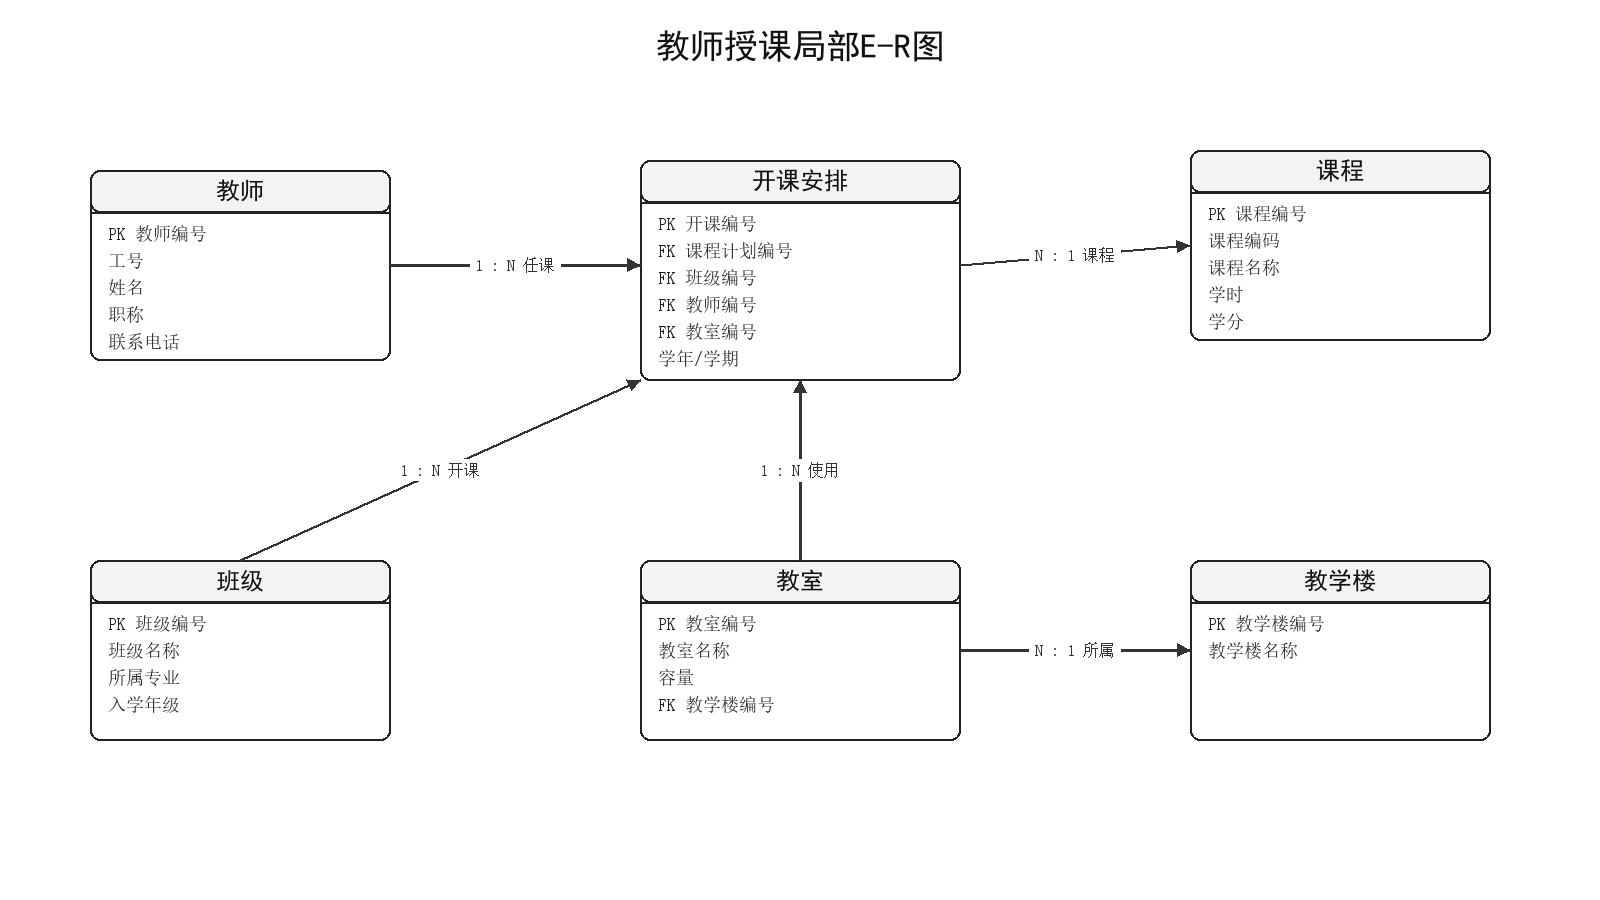 教师授课局部E-R图
教师
PK 教师编号
工号
姓名
职称
联系电话
1 : N 任课
开课安排
PK 开课编号
FK 课程计划编号
FK 班级编号
FK 教师编号
FK 教室编号
学年/学期
N : 1 课程
课程
PK 课程编号
课程编码
课程名称
学时
学分
1 : N 开课
1 : N 使用
班级
PK 班级编号
班级名称
所属专业
入学年级
教室
PK 教室编号
教室名称
容量
FK 教学楼编号
N : 1 所属
教学楼
PK 教学楼编号
教学楼名称